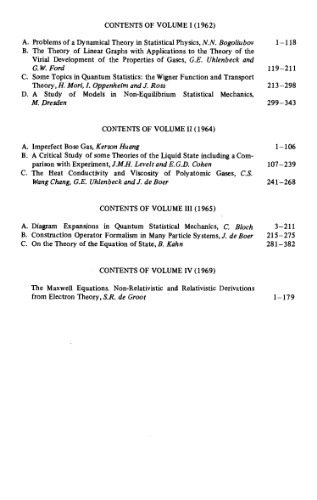 CONTENTS OF VOLUME I (1962)
A. Problems of a Dynamical Theory in Statistical Physics, N.N. Bogoliubov 1–118
B. The Theory of Linear Graphs with Applications to the Theory of the
Virial Development of the Properties of Gases, G.E. Uhlenbeck and
G.W. Ford 119–211
C. Some Topics in Quantum Statistics: the Wigner Function and Transport
Theory, H. Mori, I. Oppenheim and J. Ross 213–298
D. A Study of Models in Non-Equilibrium Statistical Mechanics,
M. Dresden 299–343
CONTENTS OF VOLUME II (1964)
A. Imperfect Bose Gas, Kerson Huang 1–106
B. A Critical Study of some Theories of the Liquid State including a Com-
parison with Experiment, J.M.H. Levelt and E.G.D. Cohen 107–239
C. The Heat Conductivity and Viscosity of Polyatomic Gases, C.S.
Wang Chang, G.E. Uhlenbeck and J. de Boer 241–268
CONTENTS OF VOLUME III (1965)
A. Diagram Expansions in Quantum Statistical Mechanics, C. Bloch 3–211
B. Construction Operator Formalism in Many Particle Systems, J. de Boer 215–275
C. On the Theory of the Equation of State, B. Kahn 281–382
CONTENTS OF VOLUME IV (1969)
The Maxwell Equations. Non-Relativistic and Relativistic Derivations
from Electron Theory, S.R. de Groot 1–179